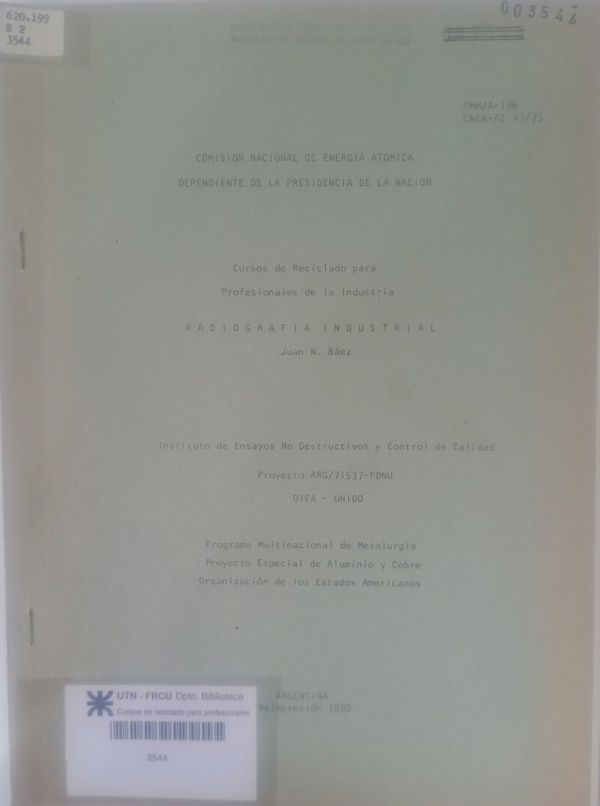 620.199
B 2
3544
003544
PMM/A-186
CNEA-AC 47/75
COMISION NACIONAL DE ENERGIA ATOMICA
DEPENDIENTE DE LA PRESIDENCIA DE LA NACION
Cursos de Reciclado para
Profesionales de la Industria
RADIOGRAFIA INDUSTRIAL
Juan N. Báez
Instituto de Ensayos No Destructivos y Control de Calidad
Proyecto ARG/71537-PDNU
OIEA - UNIDO
Programa Multinacional de Metalurgia
Proyecto Especial de Aluminio y Cobre
Organización de los Estados Americanos
ARGENTINA
Reimpresión 1980
UTN - FRCU Dpto. Biblioteca
Cursos de reciclado para profesionales
3544